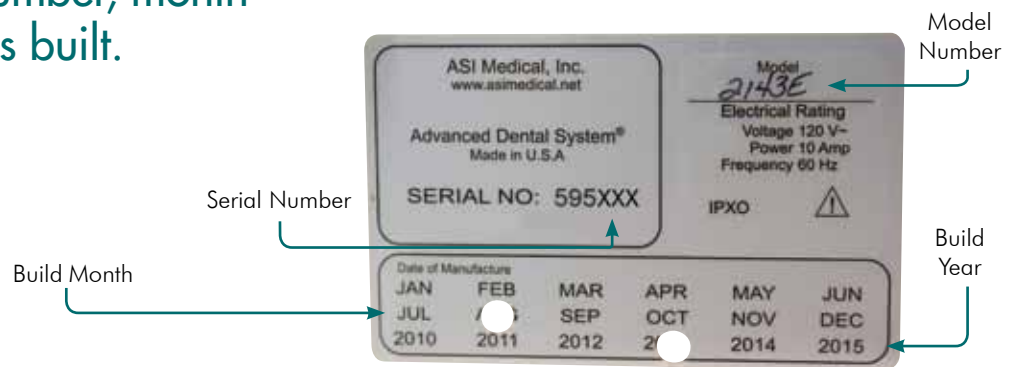 umber, month
s built.
Model
Number
ASI Medical, Inc.
www.asimedical.net
Advanced Dental System®
Made in U.S.A
SERIAL NO: 595XXX
Model
2143E
Electrical Rating
Voltage 120 V~
Power 10 Amp
Frequency 60 Hz
IPXO
Serial Number
Build Month
Build
Year
Date of Manufacture
JAN FEB MAR APR MAY JUN
JUL SEP OCT NOV DEC
2010 2011 2012 2014 2015